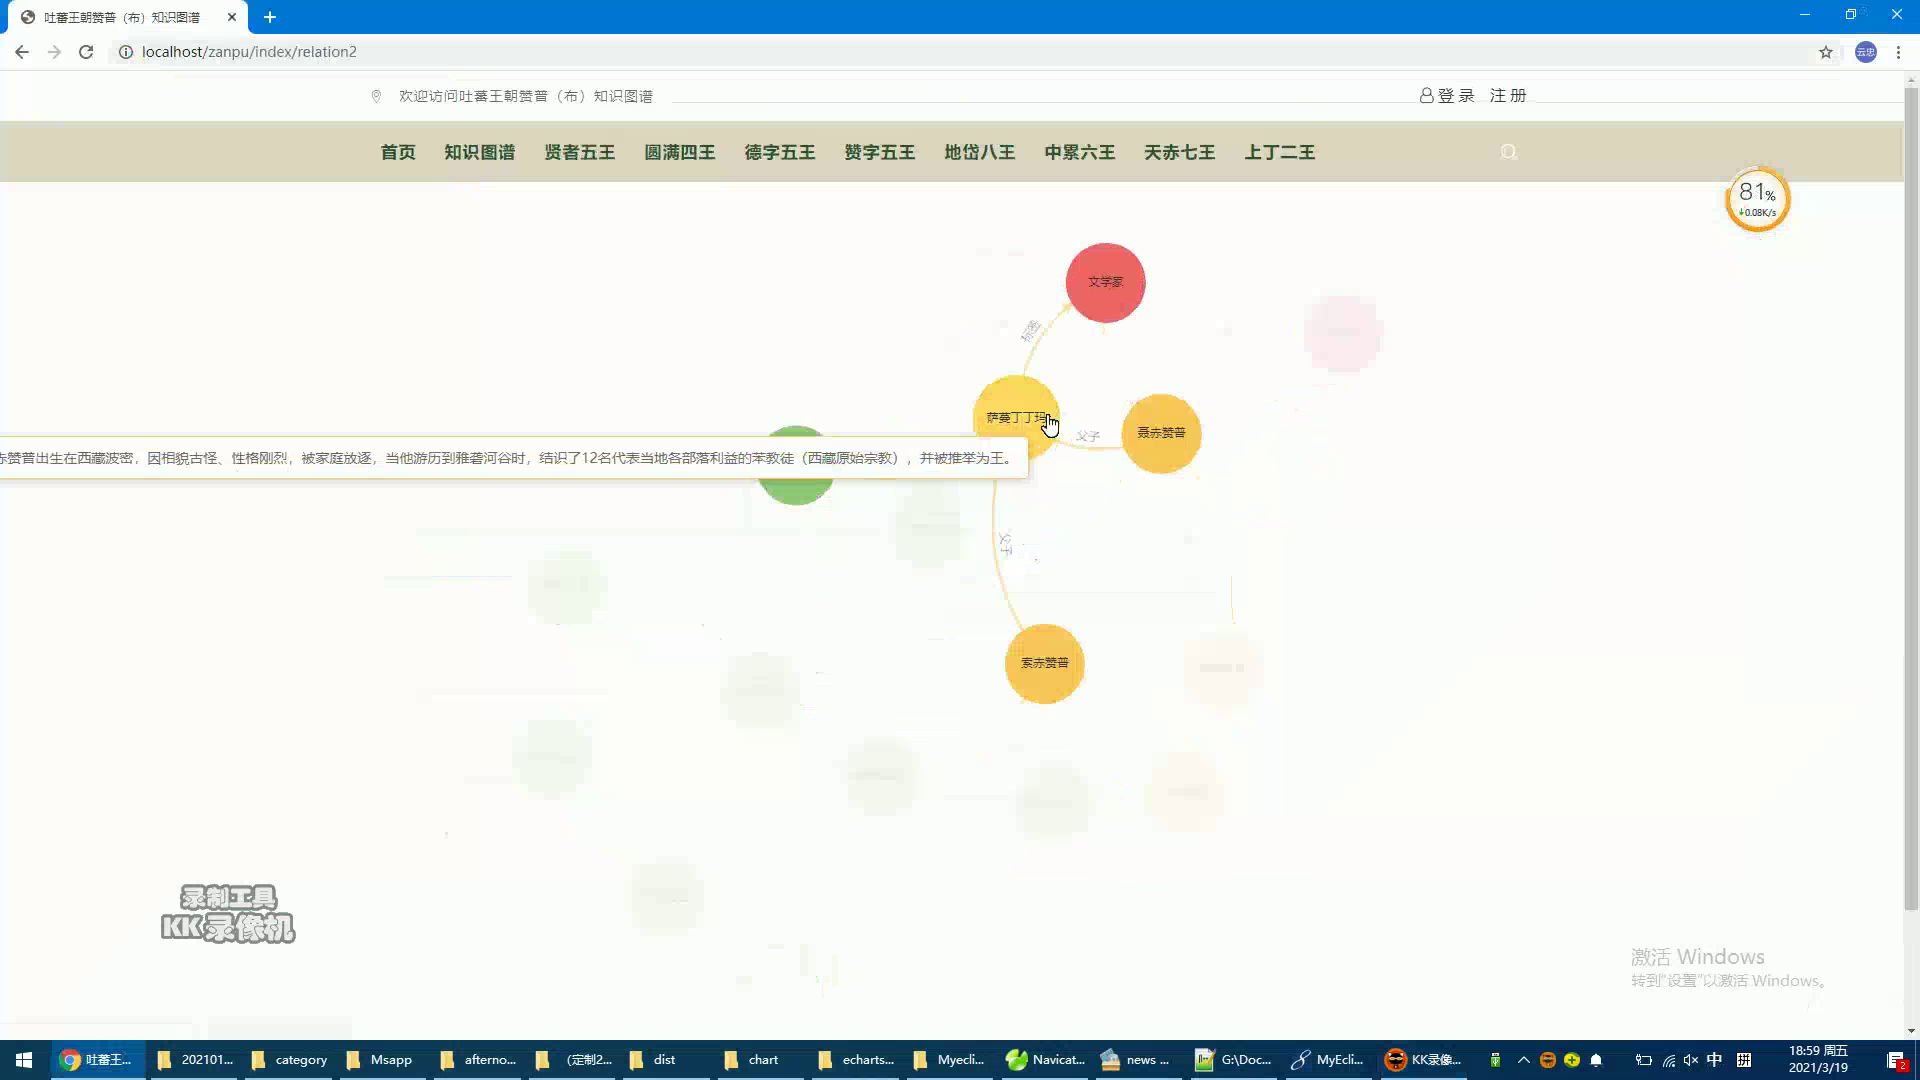 吐蕃王朝赞普（布）知识图谱
localhost/zanpu/index/relation2
云忠
欢迎访问吐蕃王朝赞普（布）知识图谱
登录 注册
首页 知识图谱 贤者五王 圆满四王 德字五王 赞字五王 地岱八王 中累六王 天赤七王 上丁二王
81%
0.08K/s
文学家
标签
萨蔓丁丁玛
父子
聂赤赞普
赤赞普出生在西藏波密，因相貌古怪、性格刚烈，被家庭放逐，当他游历到雅砻河谷时，结识了12名代表当地各部落利益的苯教徒（西藏原始宗教），并被推举为王。
父子
索赤赞普
录制工具
KK录像机
激活 Windows
转到"设置"以激活 Windows。
吐蕃王... 202101... category Msapp afterno... （定制2... dist chart echarts... Myecli... Navicat... news ... G:\Doc... MyEcli... KK录像... 中 拼
18:59 周五
2021/3/19
2